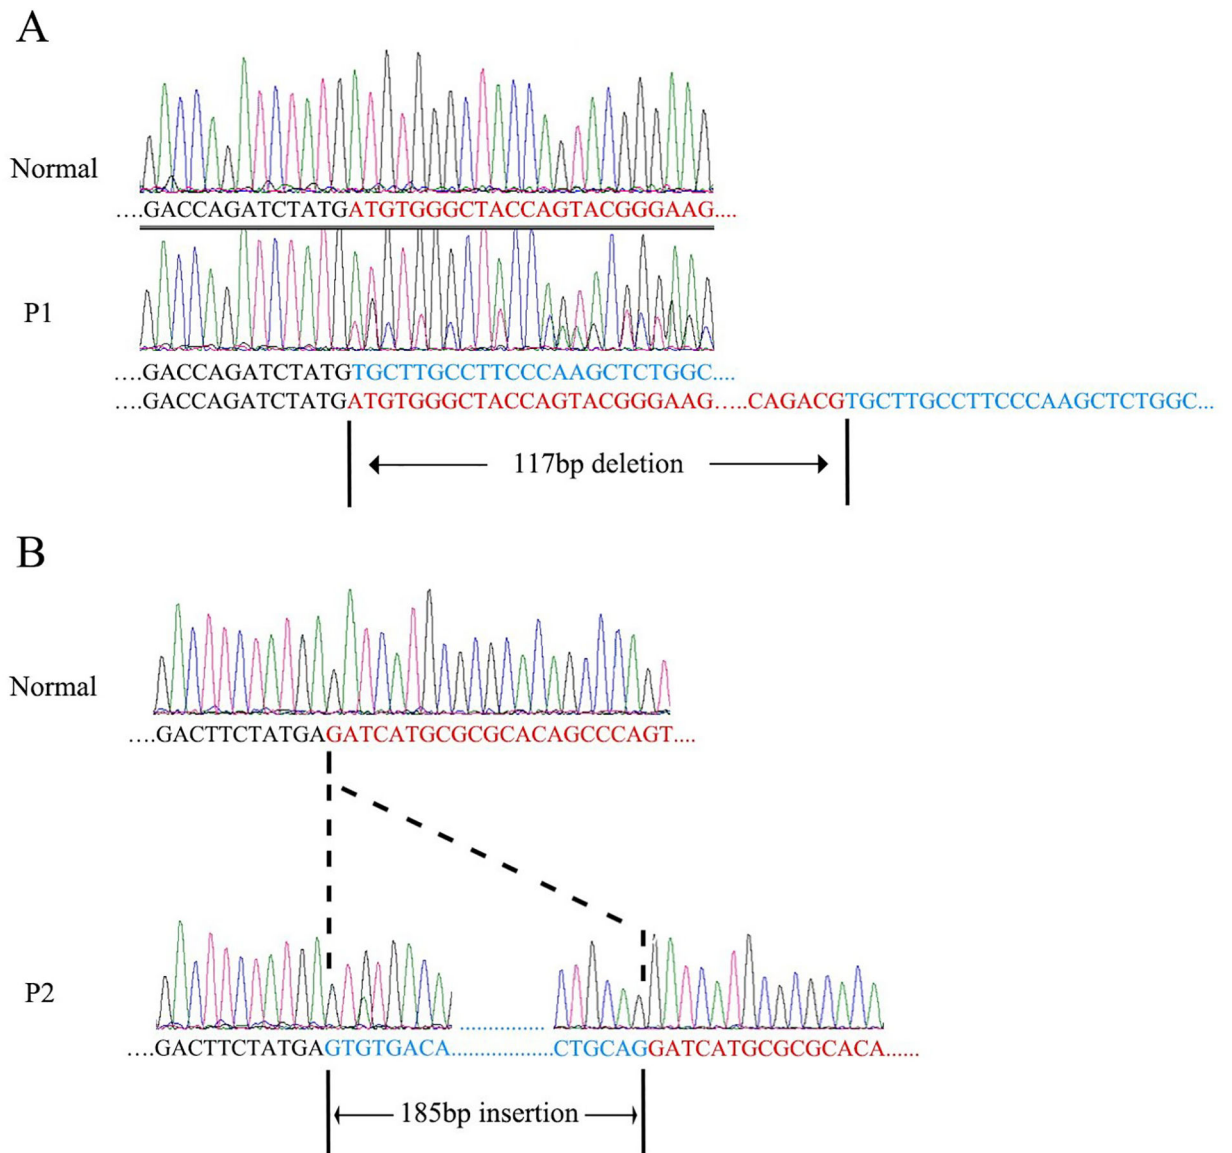 A
Normal
....GACCAGATCTATGATGTGGGCTACCAGTACGGGAAG....
P1
....GACCAGATCTATGTGCTTGCCTTCCCAAGCTCTGGC....
....GACCAGATCTATGATGTGGGCTACCAGTACGGGAAG.....CAGACGTGCTTGCCTTCCCAAGCTCTGGC...
117bp deletion
B
Normal
....GACTTCTATGAGATCATGCGCGCACAGCCCAGT....
P2
....GACTTCTATGAGTGTGACA..................CTGCAGGATCATGCGCGCACA......
185bp insertion